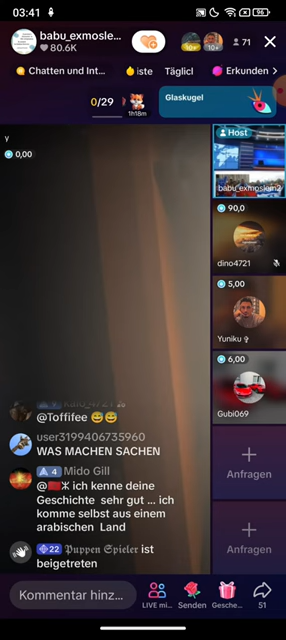 03:41
96
babu_exmosle...
80.6K
10+
10+
71
Chatten und Int...
iste
Täglicl
Erkunden >
0/29
1h18m
Glaskugel
y
0,00
Host
babu_exmoslem2
90,0
dino4721
5,00
Yuniku
6,00
Gubi069
Anfragen
Anfragen
@Toffifee 😅😅
user3199406735960
WAS MACHEN SACHEN
4 Mido Gill
@🟥Ж ich kenne deine
Geschichte sehr gut ... ich
komme selbst aus einem
arabischen Land
22 𝔓𝔲𝔭𝔭𝔢𝔫 𝔖𝔭𝔦𝔢𝔩𝔢𝔯 ist
beigetreten
Kommentar hinz...
LIVE mi...
Senden
Gesche...
51